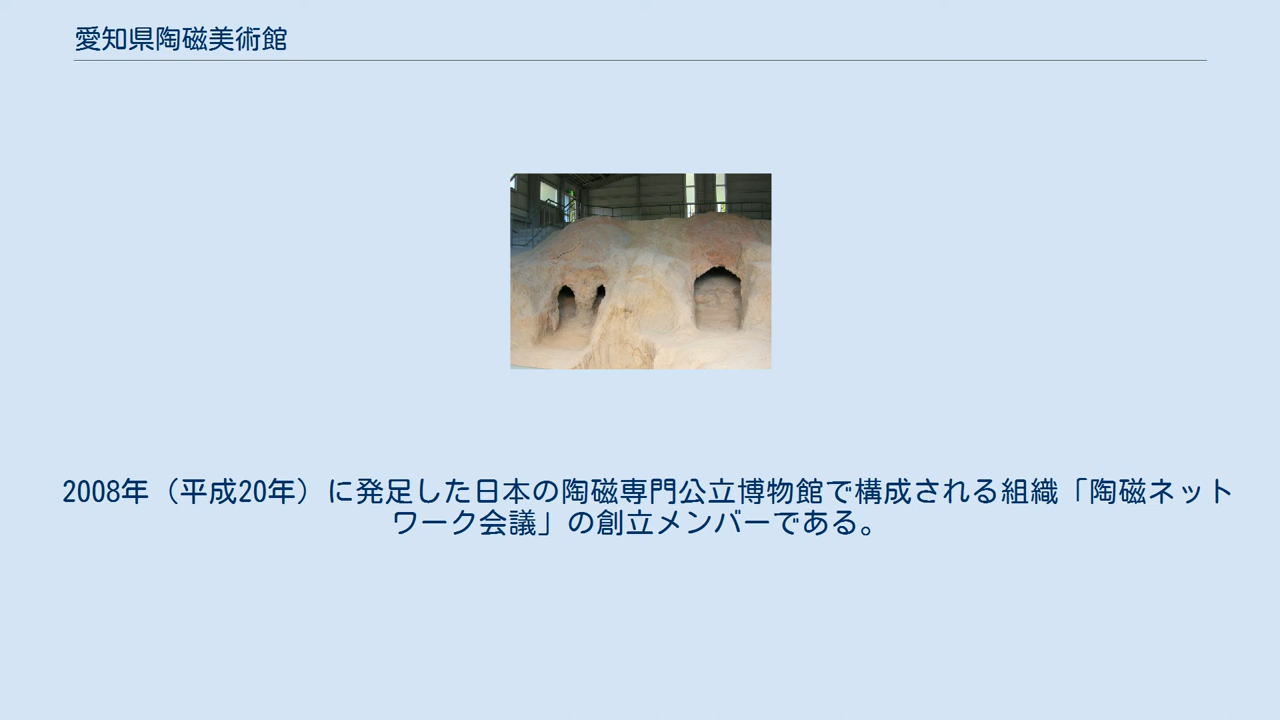 愛知県陶磁美術館
2008年（平成20年）に発足した日本の陶磁専門公立博物館で構成される組織「陶磁ネット
ワーク会議」の創立メンバーである。